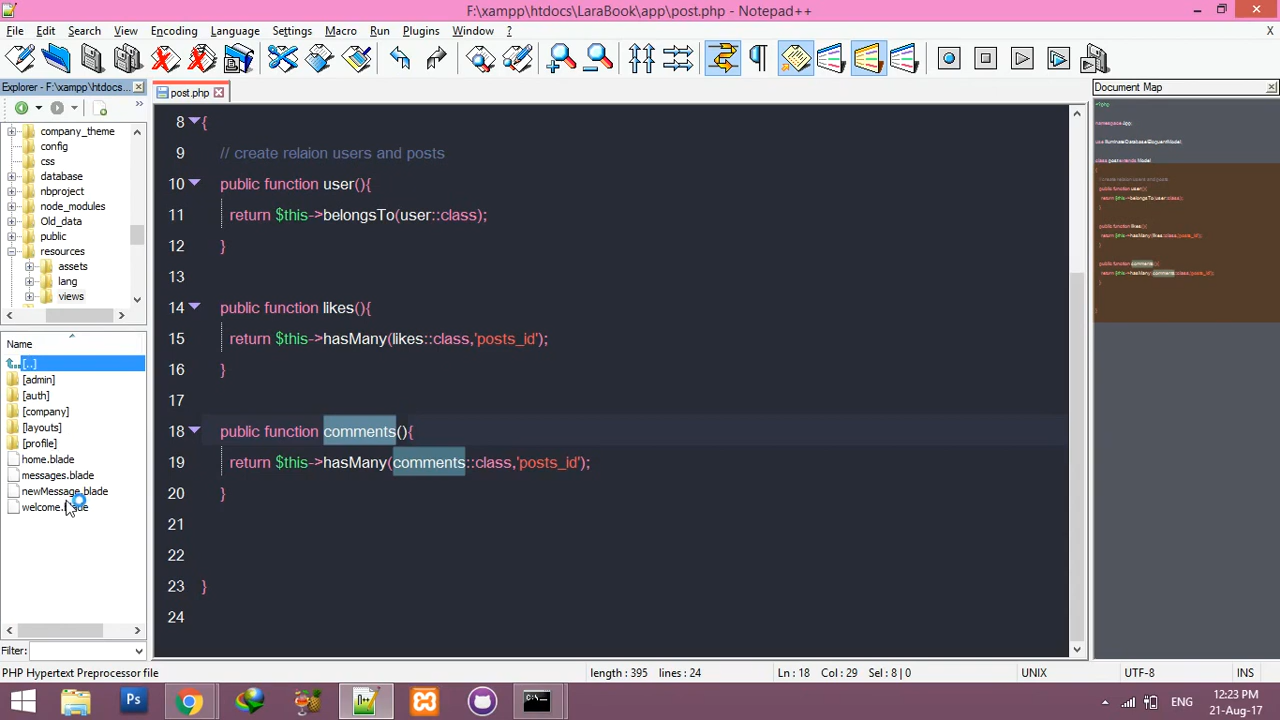 F:\xampp\htdocs\LaraBook\app\post.php - Notepad++
File Edit Search View Encoding Language Settings Macro Run Plugins Window ? X
Explorer - F:\xampp\htdocs...
post.php
Document Map
company_theme
config
css
database
nbproject
node_modules
Old_data
public
resources
assets
lang
views
Name
[..]
[admin]
[auth]
[company]
[layouts]
[profile]
home.blade
messages.blade
newMessage.blade
welcome.blade
Filter:
8 {
9 // create relaion users and posts
10 public function user(){
11 return $this->belongsTo(user::class);
12 }
13
14 public function likes(){
15 return $this->hasMany(likes::class,'posts_id');
16 }
17
18 public function comments(){
19 return $this->hasMany(comments::class,'posts_id');
20 }
21
22
23 }
24
PHP Hypertext Preprocessor file length : 395 lines : 24 Ln : 18 Col : 29 Sel : 8 | 0 UNIX UTF-8 INS
Ps
C:\.
ENG
12:23 PM
21-Aug-17